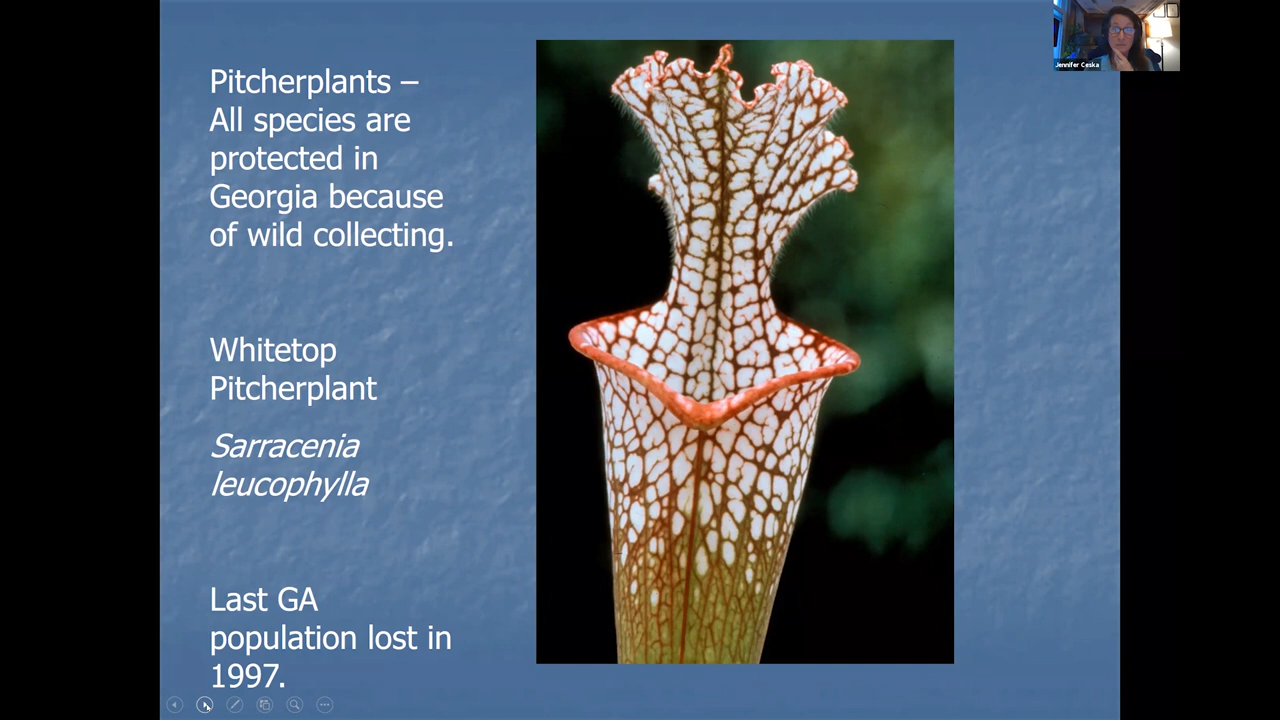 Pitcherplants –
All species are
protected in
Georgia because
of wild collecting.
Whitetop
Pitcherplant
Sarracenia
leucophylla
Last GA
population lost in
1997.
Jennifer Ceska